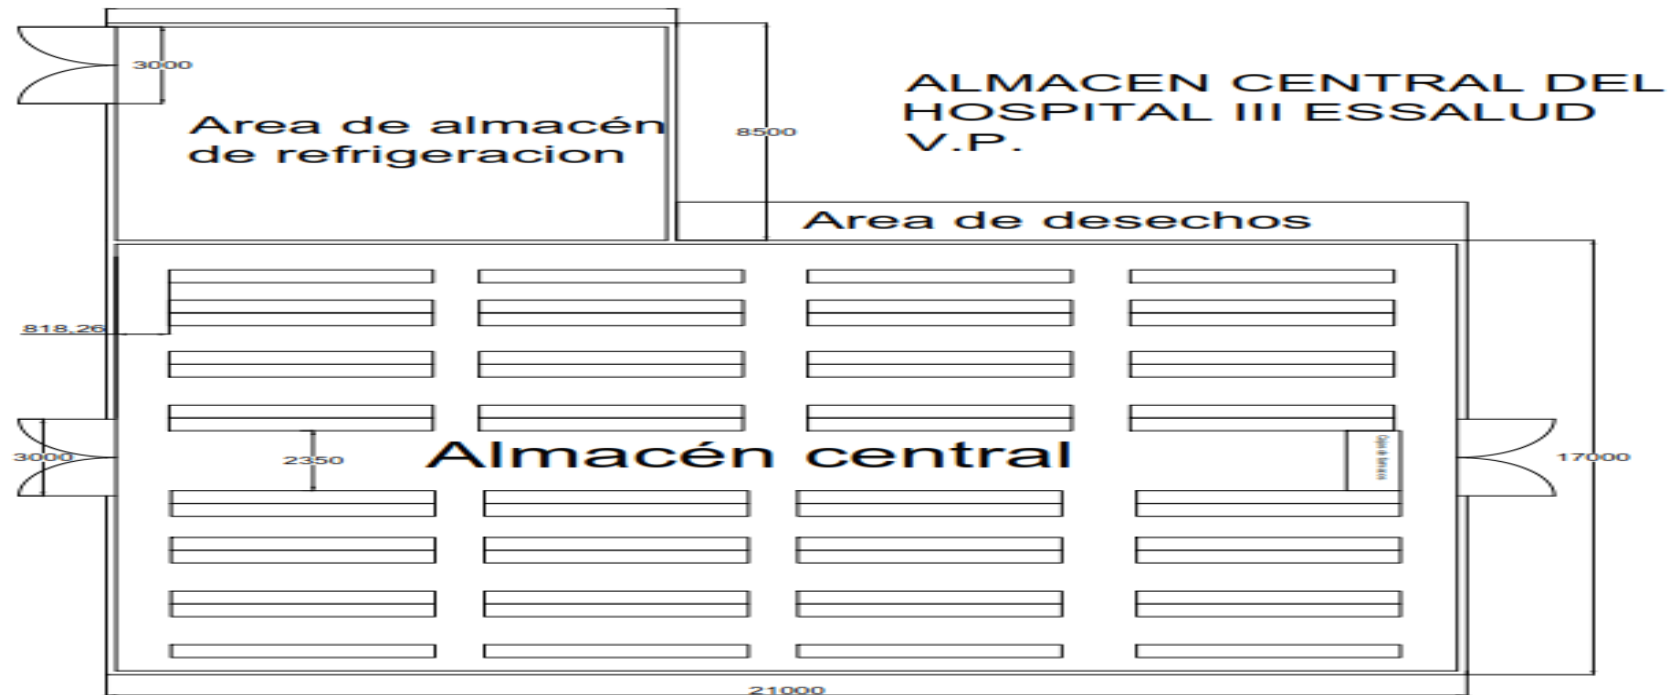 3000
Area de almacén
de refrigeracion
8500
ALMACEN CENTRAL DEL
HOSPITAL III ESSALUD
V.P.
Area de desechos
818.26
3000
2350
Almacén central
17000
21000